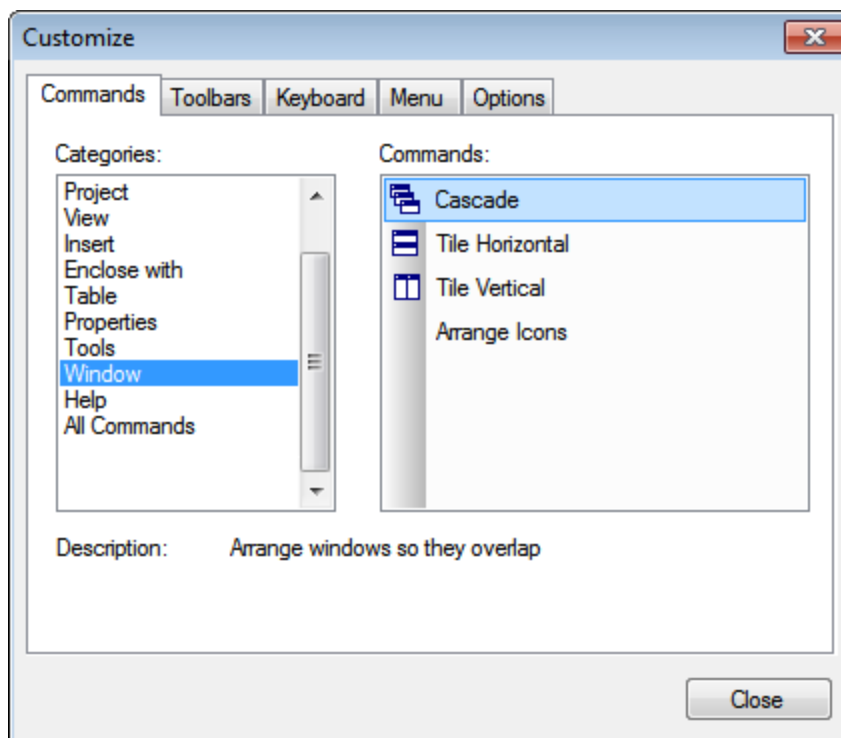 Customize
Commands Toolbars Keyboard Menu Options
Categories:
Project
View
Insert
Enclose with
Table
Properties
Tools
Window
Help
All Commands
Commands:
Cascade
Tile Horizontal
Tile Vertical
Arrange Icons
Description: Arrange windows so they overlap
Close